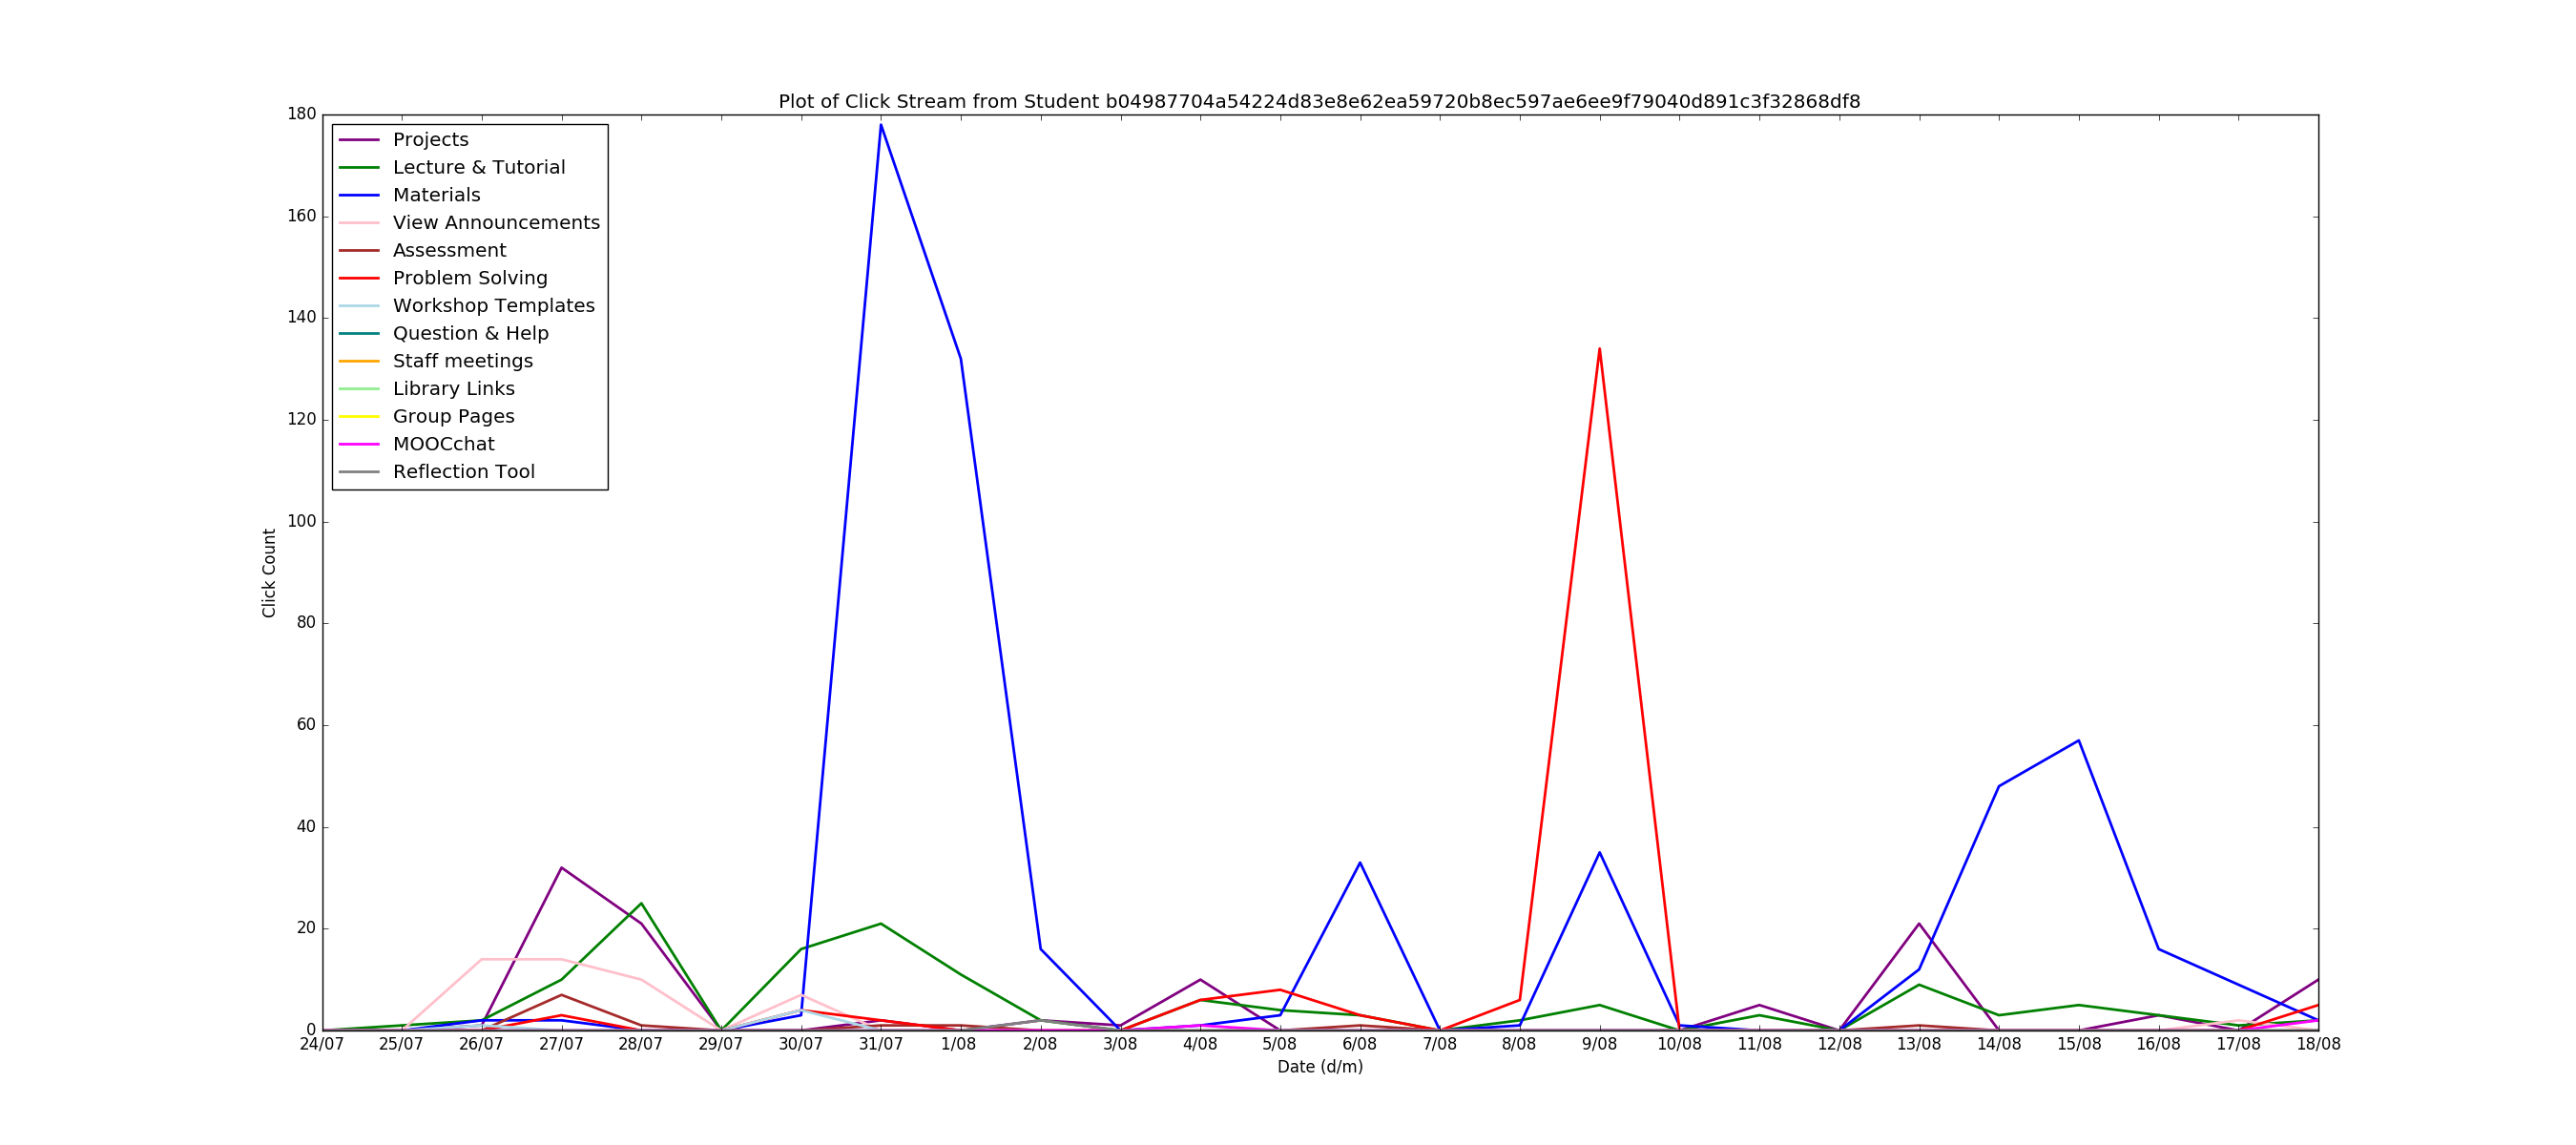 Plot of Click Stream from Student b04987704a54224d83e8e62ea59720b8ec597ae6ee9f79040d891c3f32868df8
180
160
140
120
100
80
60
40
20
0
Click Count
Projects
Lecture & Tutorial
Materials
View Announcements
Assessment
Problem Solving
Workshop Templates
Question & Help
Staff meetings
Library Links
Group Pages
MOOCchat
Reflection Tool
24/07 25/07 26/07 27/07 28/07 29/07 30/07 31/07 1/08 2/08 3/08 4/08 5/08 6/08 7/08 8/08 9/08 10/08 11/08 12/08 13/08 14/08 15/08 16/08 17/08 18/08
Date (d/m)